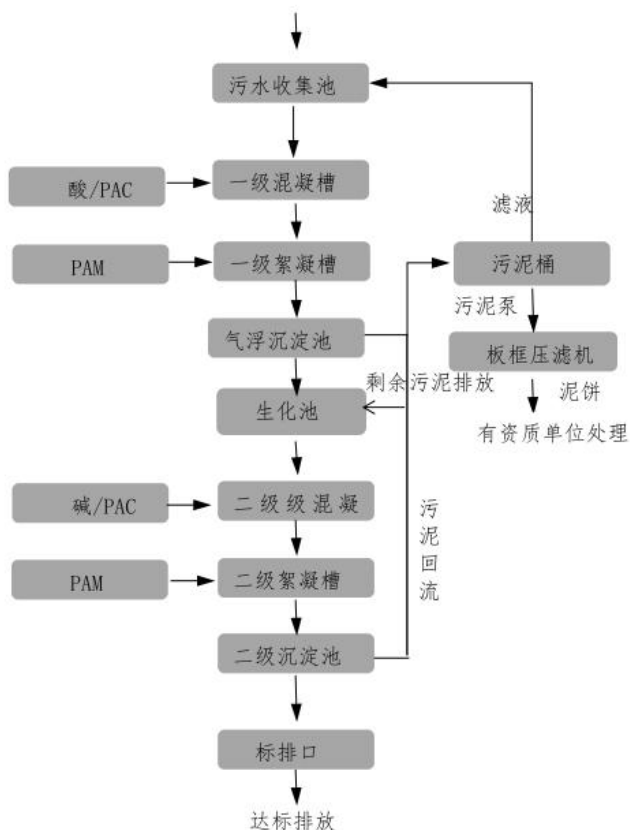 污水收集池
酸/PAC
一级混凝槽
滤液
PAM
一级絮凝槽
污泥桶
污泥泵
气浮沉淀池
板框压滤机
剩余污泥排放
泥饼
生化池
有资质单位处理
碱/PAC
二级级混凝
污泥回流
PAM
二级絮凝槽
二级沉淀池
标排口
达标排放